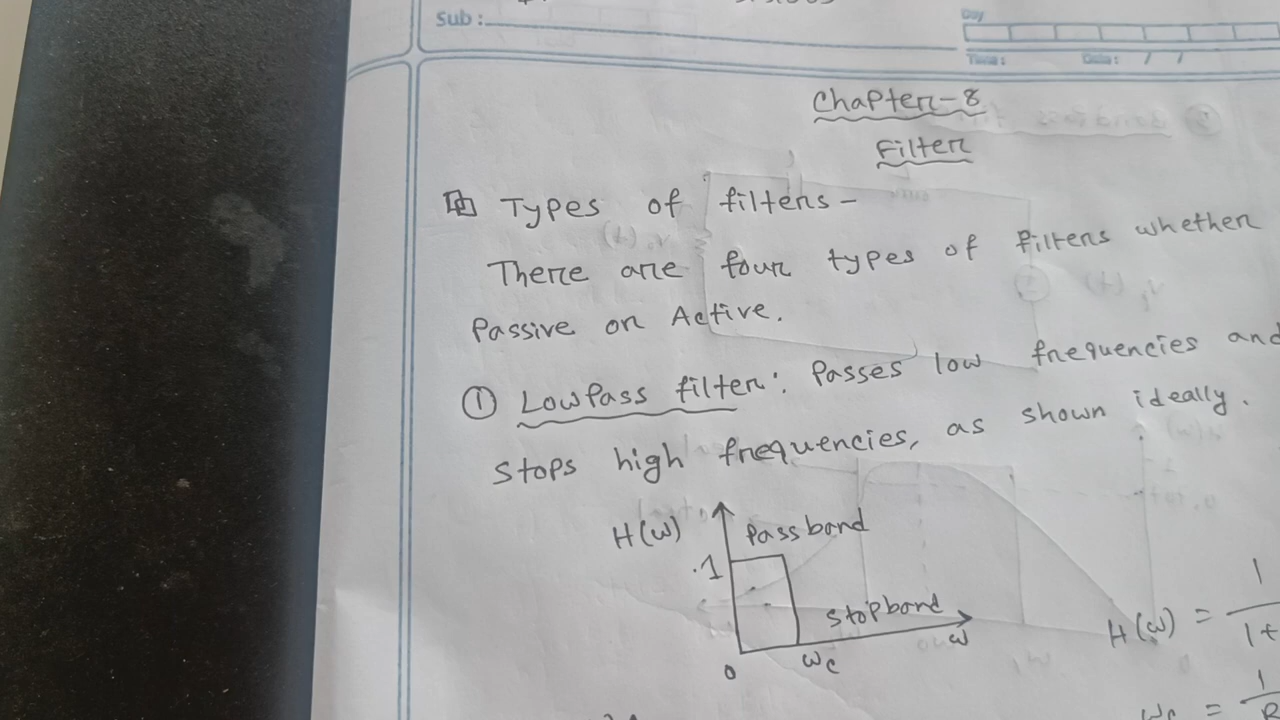 Sub :
Day
Time :
Date : / /
Chapter-8
Filter
Types of filters -
There are four types of filters whether
Passive or Active.
① Lowpass filter: Passes low frequencies and
stops high frequencies, as shown ideally.
H(ω)
Pass band
1
stopband
0
ωc
ω
H(ω) = 1
1+
ωc = 1
R